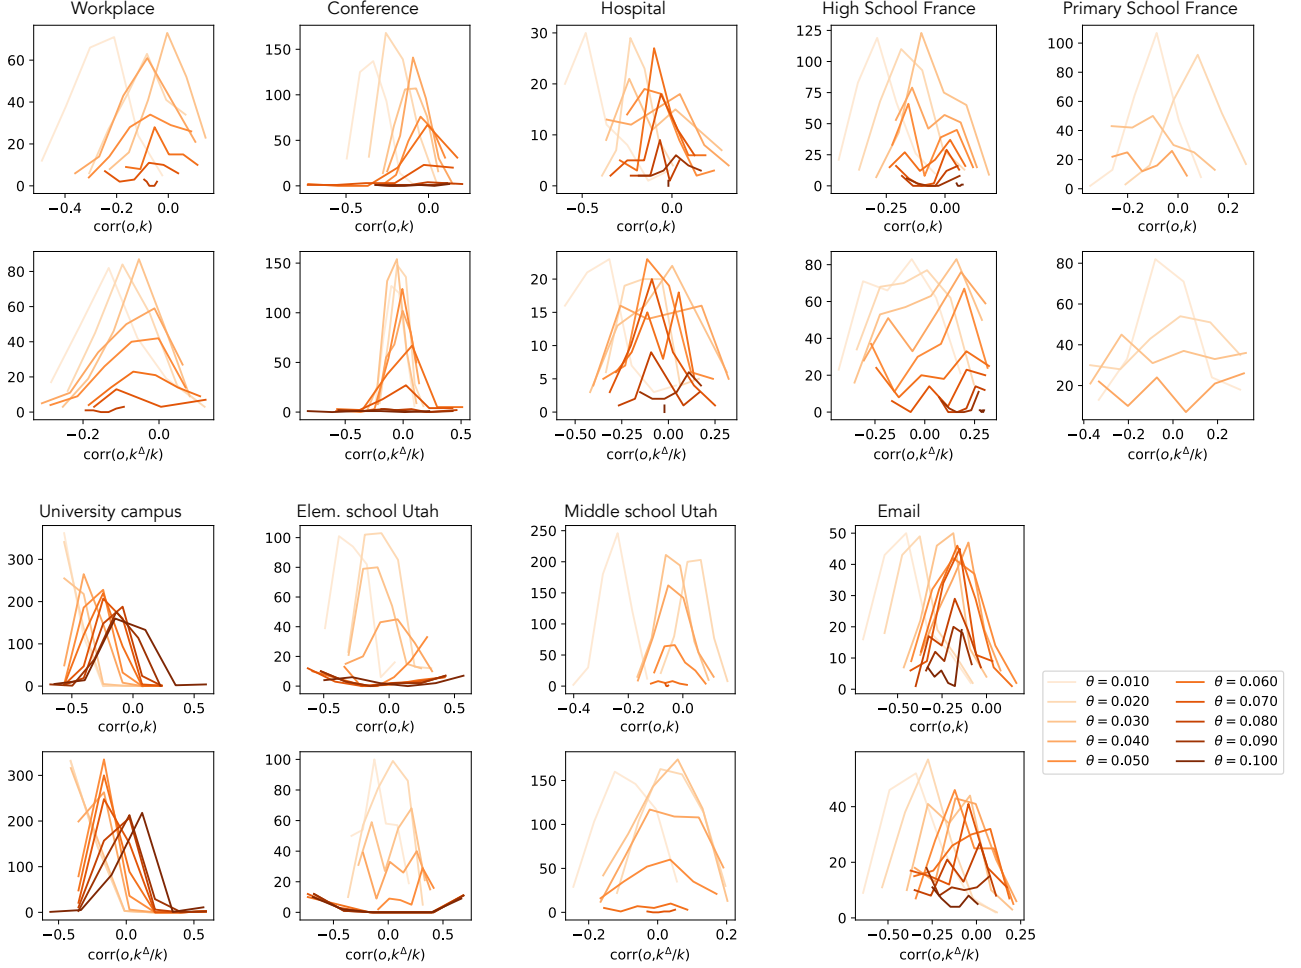 Workplace Conference Hospital High School France Primary School France
60 40 20 0
−0.4 −0.2 0.0
corr(o,k)
150 100 50 0
−0.5 0.0
corr(o,k)
30 20 10 0
−0.5 0.0
corr(o,k)
125 100 75 50 25 0
−0.4 −0.2 0.0
corr(o,k)
100 80 60 40 20 0
−0.2 0.0 0.2
corr(o,k)
80 60 40 20 0
−0.2 0.0
corr(o,k^Δ/k)
150 100 50 0
−0.5 0.0 0.5
corr(o,k^Δ/k)
20 15 10 5 0
−0.50 −0.25 0.00 0.25
corr(o,k^Δ/k)
80 60 40 20 0
−0.25 0.00 0.25
corr(o,k^Δ/k)
80 60 40 20
−0.4 −0.2 0.0 0.2
corr(o,k^Δ/k)
University campus Elem. school Utah Middle school Utah Email
300 200 100 0
−0.5 0.0 0.5
corr(o,k)
100 80 60 40 20 0
−0.5 0.0 0.5
corr(o,k)
250 200 150 100 50 0
−0.4 −0.2 0.0
corr(o,k)
50 40 30 20 10 0
−0.50 −0.25 0.00
corr(o,k)
θ = 0.010 θ = 0.060
θ = 0.020 θ = 0.070
θ = 0.030 θ = 0.080
θ = 0.040 θ = 0.090
θ = 0.050 θ = 0.100
300 200 100 0
−0.5 0.0 0.5
corr(o,k^Δ/k)
100 80 60 40 20 0
−0.5 0.0 0.5
corr(o,k^Δ/k)
150 100 50 0
−0.2 0.0 0.2
corr(o,k^Δ/k)
40 20 0
−0.50 −0.25 0.00 0.25
corr(o,k^Δ/k)